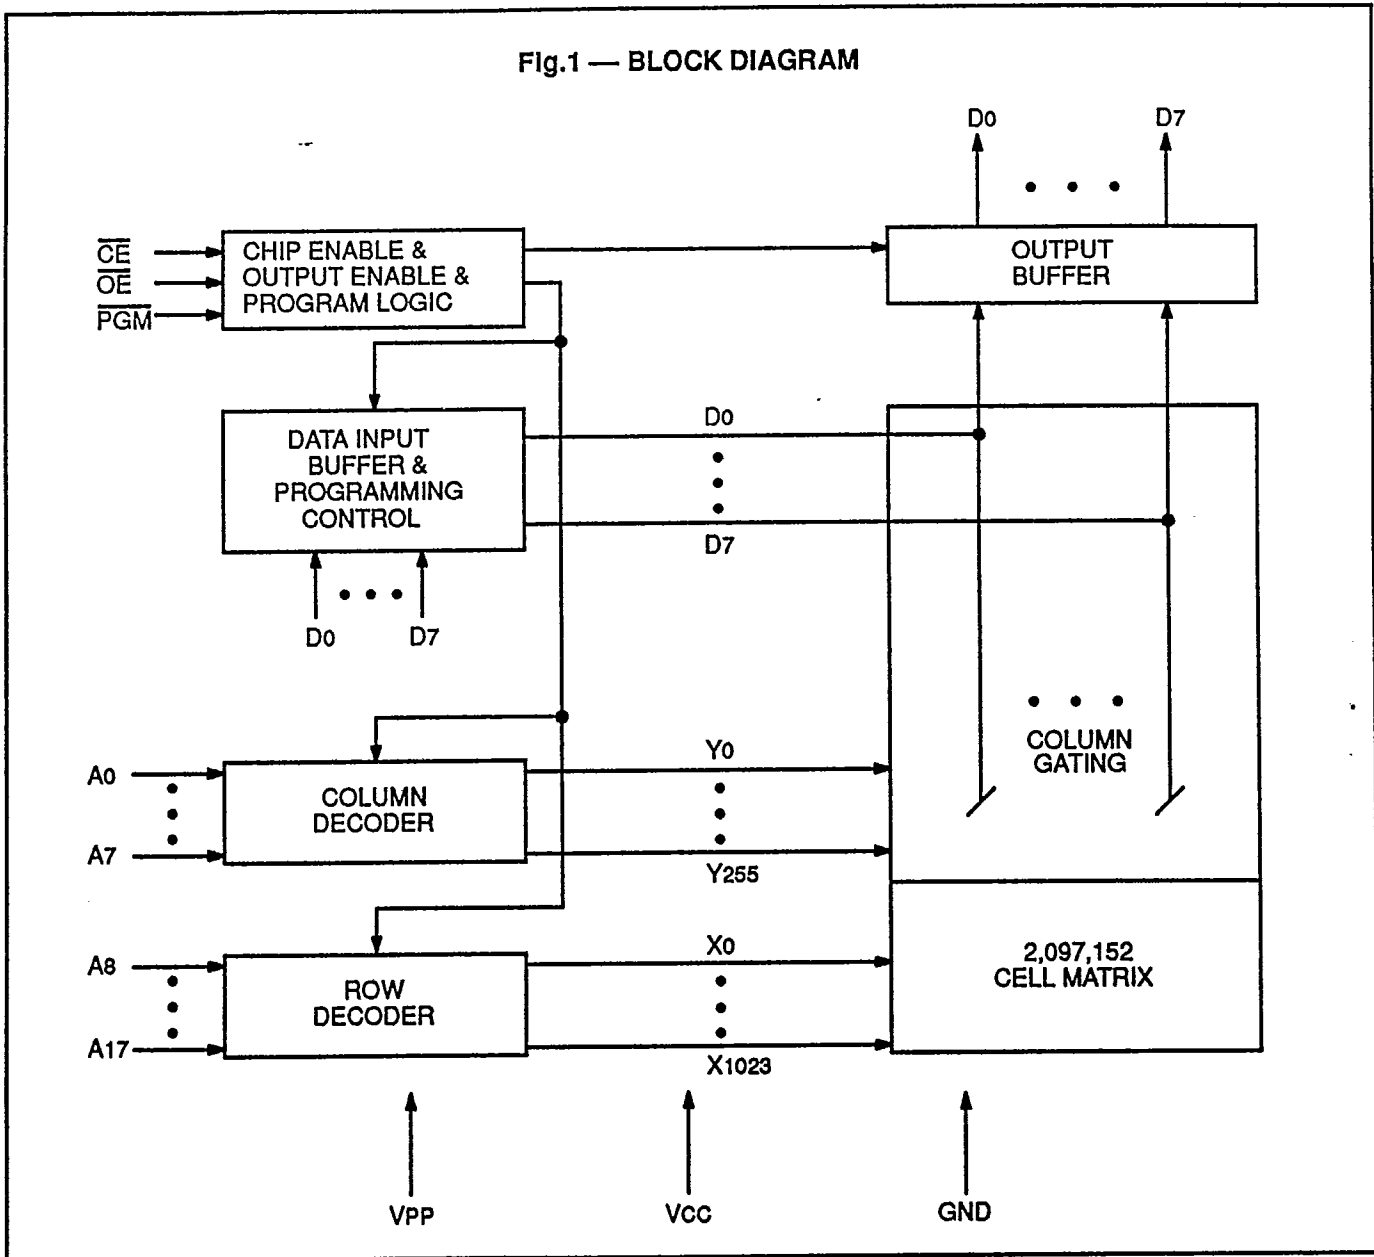 Fig.1 — BLOCK DIAGRAM
D0 D7
CE
OE
PGM
CHIP ENABLE &
OUTPUT ENABLE &
PROGRAM LOGIC
OUTPUT
BUFFER
DATA INPUT
BUFFER &
PROGRAMMING
CONTROL
D0
D7
D0 D7
COLUMN
GATING
A0
A7
COLUMN
DECODER
Y0
Y255
A8
A17
ROW
DECODER
X0
X1023
2,097,152
CELL MATRIX
VPP VCC GND